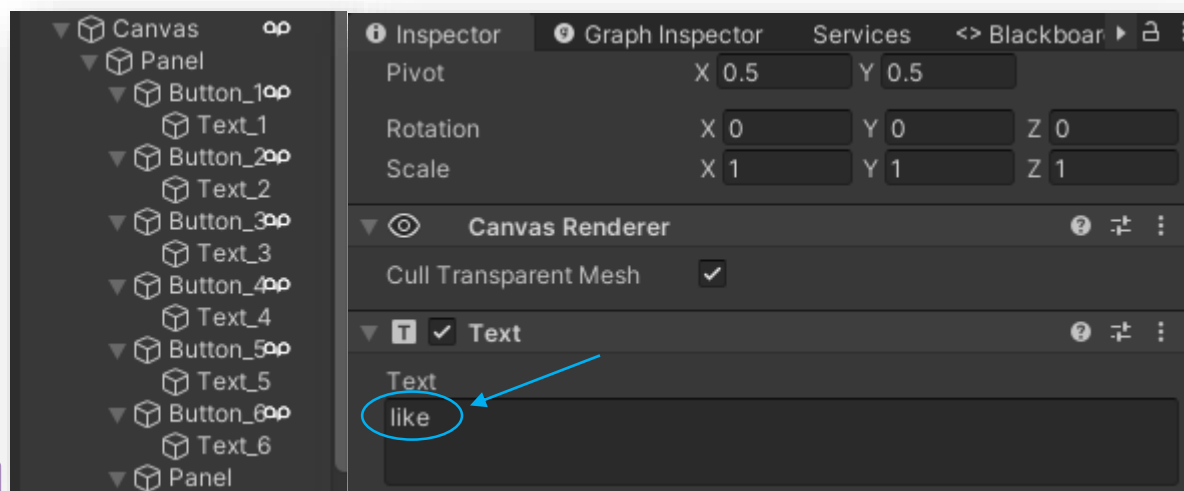 Canvas
Panel
Button_1
Text_1
Button_2
Text_2
Button_3
Text_3
Button_4
Text_4
Button_5
Text_5
Button_6
Text_6
Panel
Inspector Graph Inspector Services <> Blackboar
Pivot X 0.5 Y 0.5
Rotation X 0 Y 0 Z 0
Scale X 1 Y 1 Z 1
Canvas Renderer
Cull Transparent Mesh
T Text
Text
like